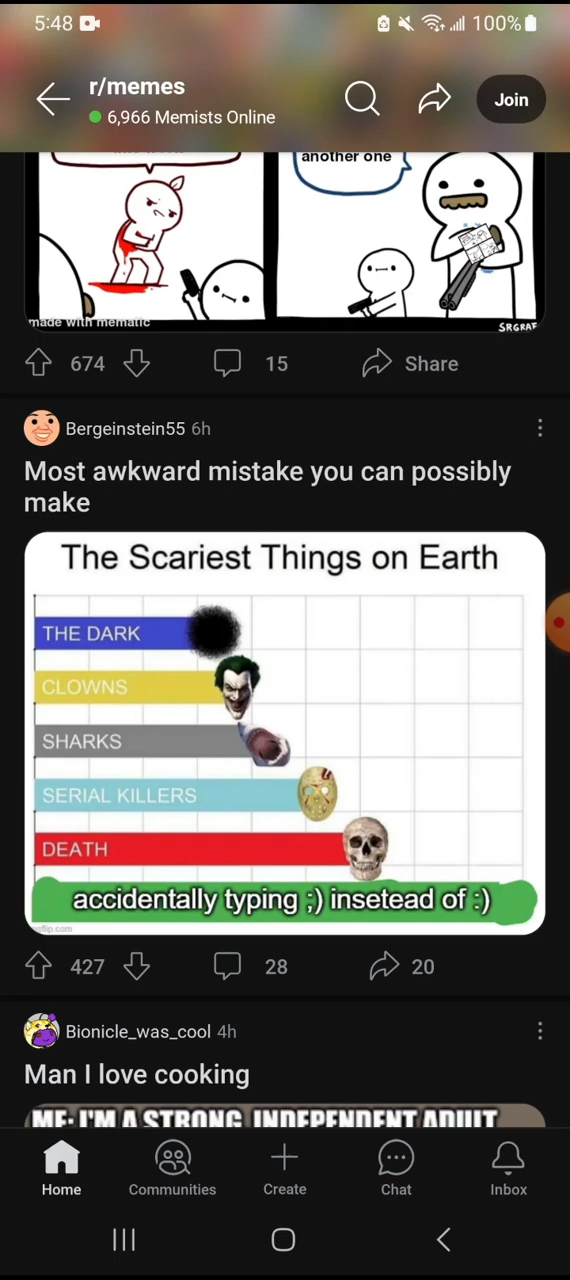 5:48
100%
r/memes
6,966 Memists Online
Join
another one
made with mematic
SRGRAF
674
15
Share
Bergeinstein55 6h
Most awkward mistake you can possibly
make
The Scariest Things on Earth
THE DARK
CLOWNS
SHARKS
SERIAL KILLERS
DEATH
accidentally typing ;) insetead of :)
imgflip.com
427
28
20
Bionicle_was_cool 4h
Man I love cooking
ME: I'M A STRONG, INDEPENDENT ADULT
Home
Communities
Create
Chat
Inbox